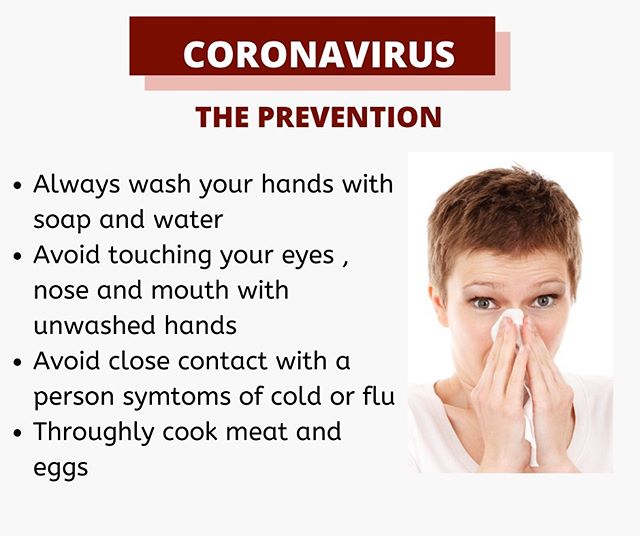 CORONAVIRUS
THE PREVENTION
• Always wash your hands with
soap and water
• Avoid touching your eyes ,
nose and mouth with
unwashed hands
• Avoid close contact with a
person symtoms of cold or flu
• Throughly cook meat and
eggs